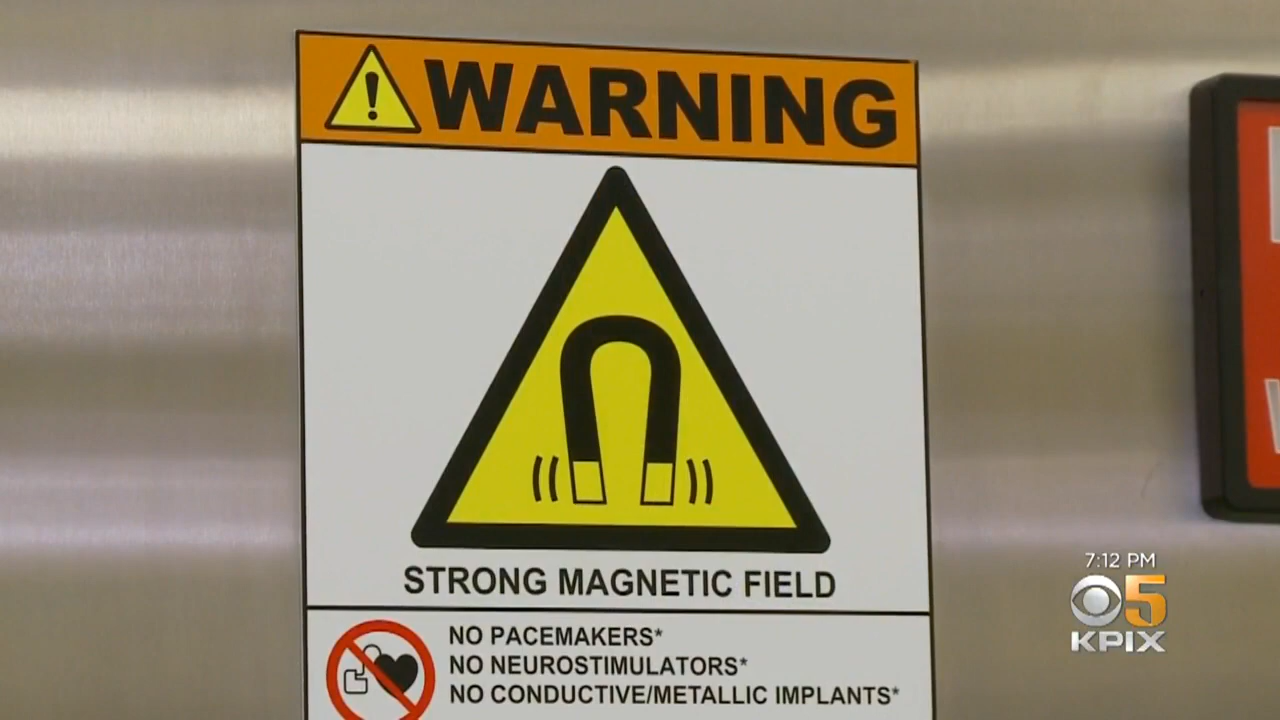 WARNING
STRONG MAGNETIC FIELD
NO PACEMAKERS*
NO NEUROSTIMULATORS*
NO CONDUCTIVE/METALLIC IMPLANTS*
7:12 PM
5
KPIX